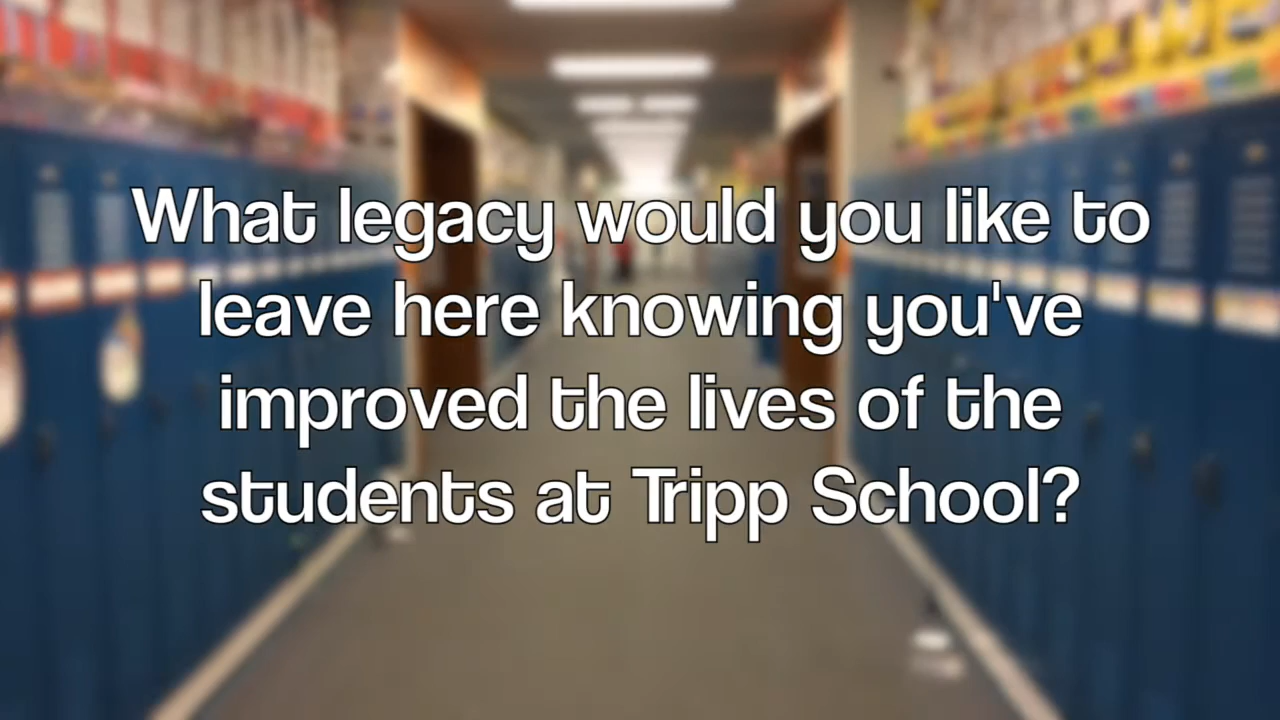 What legacy would you like to
leave here knowing you've
improved the lives of the
students at Tripp School?